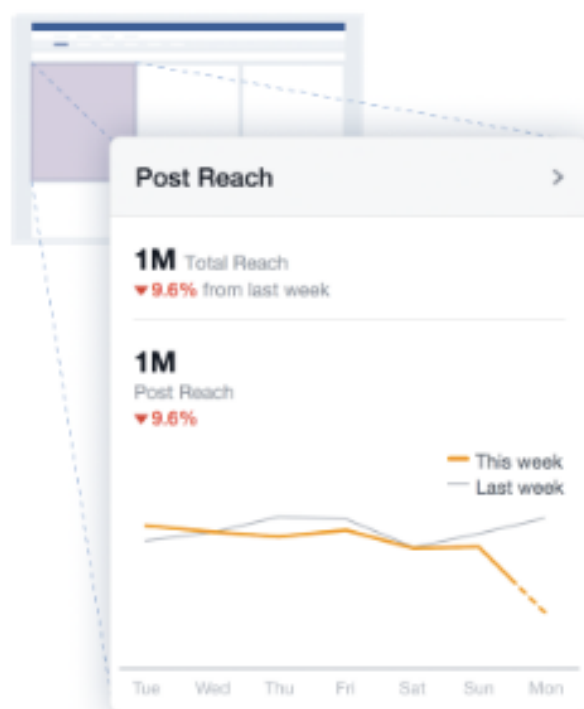 Post Reach
1M Total Reach
▼9.6% from last week
1M
Post Reach
▼9.6%
This week
Last week
Tue Wed Thu Fri Sat Sun Mon